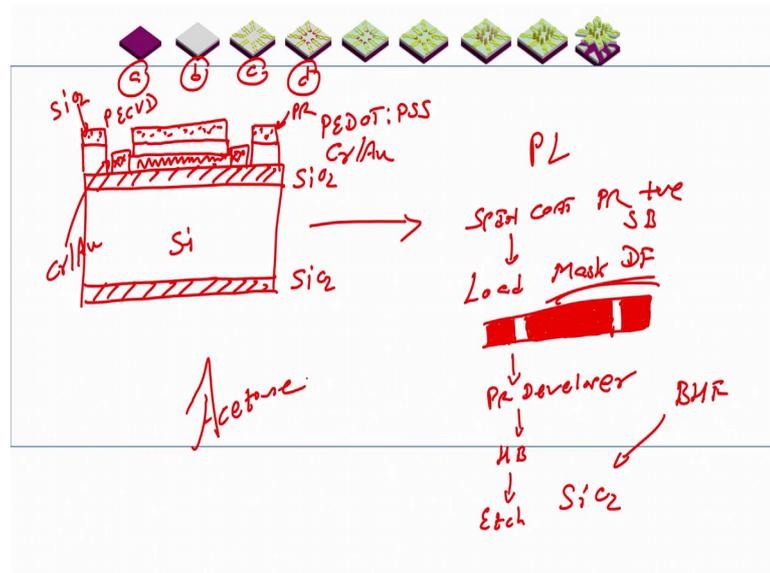 a b c d
SiO2
PECVD
PR
PEDOT:PSS
Cr/Au
SiO2
Cr/Au
Si
SiO2
Acetone
PL
SPIN COAT PR +ve
SB
Load Mask DF
PR Developer
HB
Etch
BHF
SiO2